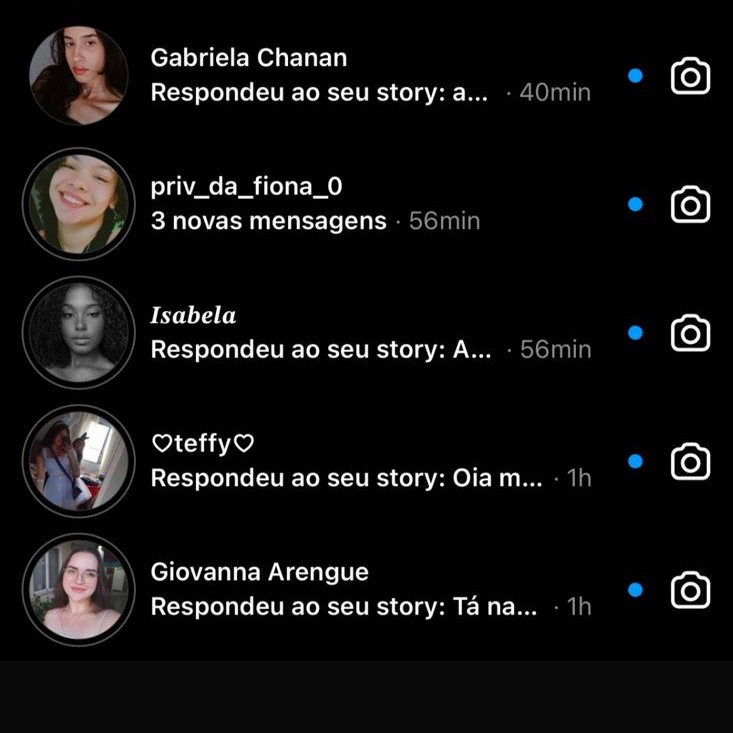 Gabriela Chanan
Respondeu ao seu story: a... · 40min
priv_da_fiona_0
3 novas mensagens · 56min
Isabela
Respondeu ao seu story: A... · 56min
♡teffy♡
Respondeu ao seu story: Oia m... · 1h
Giovanna Arengue
Respondeu ao seu story: Tá na... · 1h